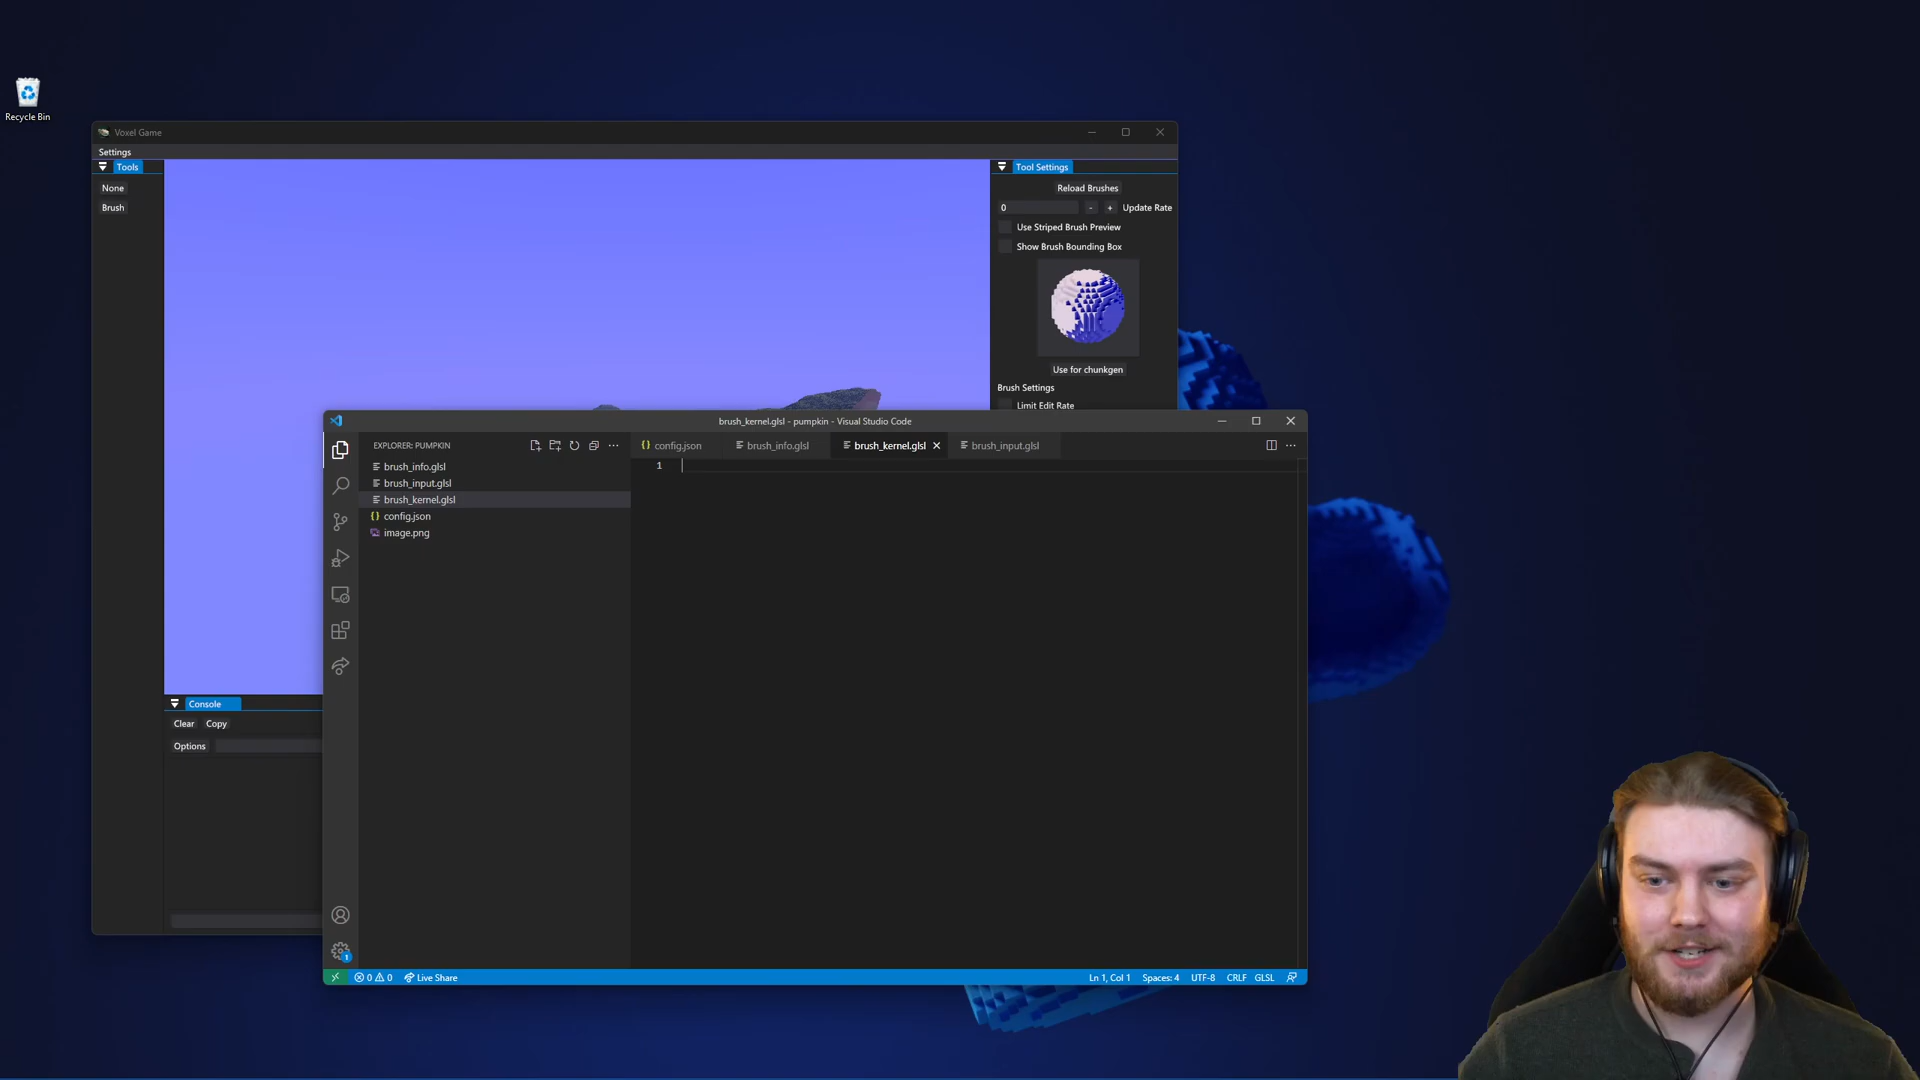 Recycle Bin
Voxel Game
Settings
Tools
None
Brush
Tool Settings
Reload Brushes
0 - + Update Rate
Use Striped Brush Preview
Show Brush Bounding Box
Use for chunkgen
Brush Settings
Limit Edit Rate
brush_kernel.glsl - pumpkin - Visual Studio Code
EXPLORER: PUMPKIN
config.json
brush_info.glsl
brush_kernel.glsl
brush_input.glsl
brush_info.glsl
brush_input.glsl
brush_kernel.glsl
config.json
image.png
1
Console
Clear Copy
Options
1
0 0 Live Share
Ln 1, Col 1 Spaces: 4 UTF-8 CRLF GLSL